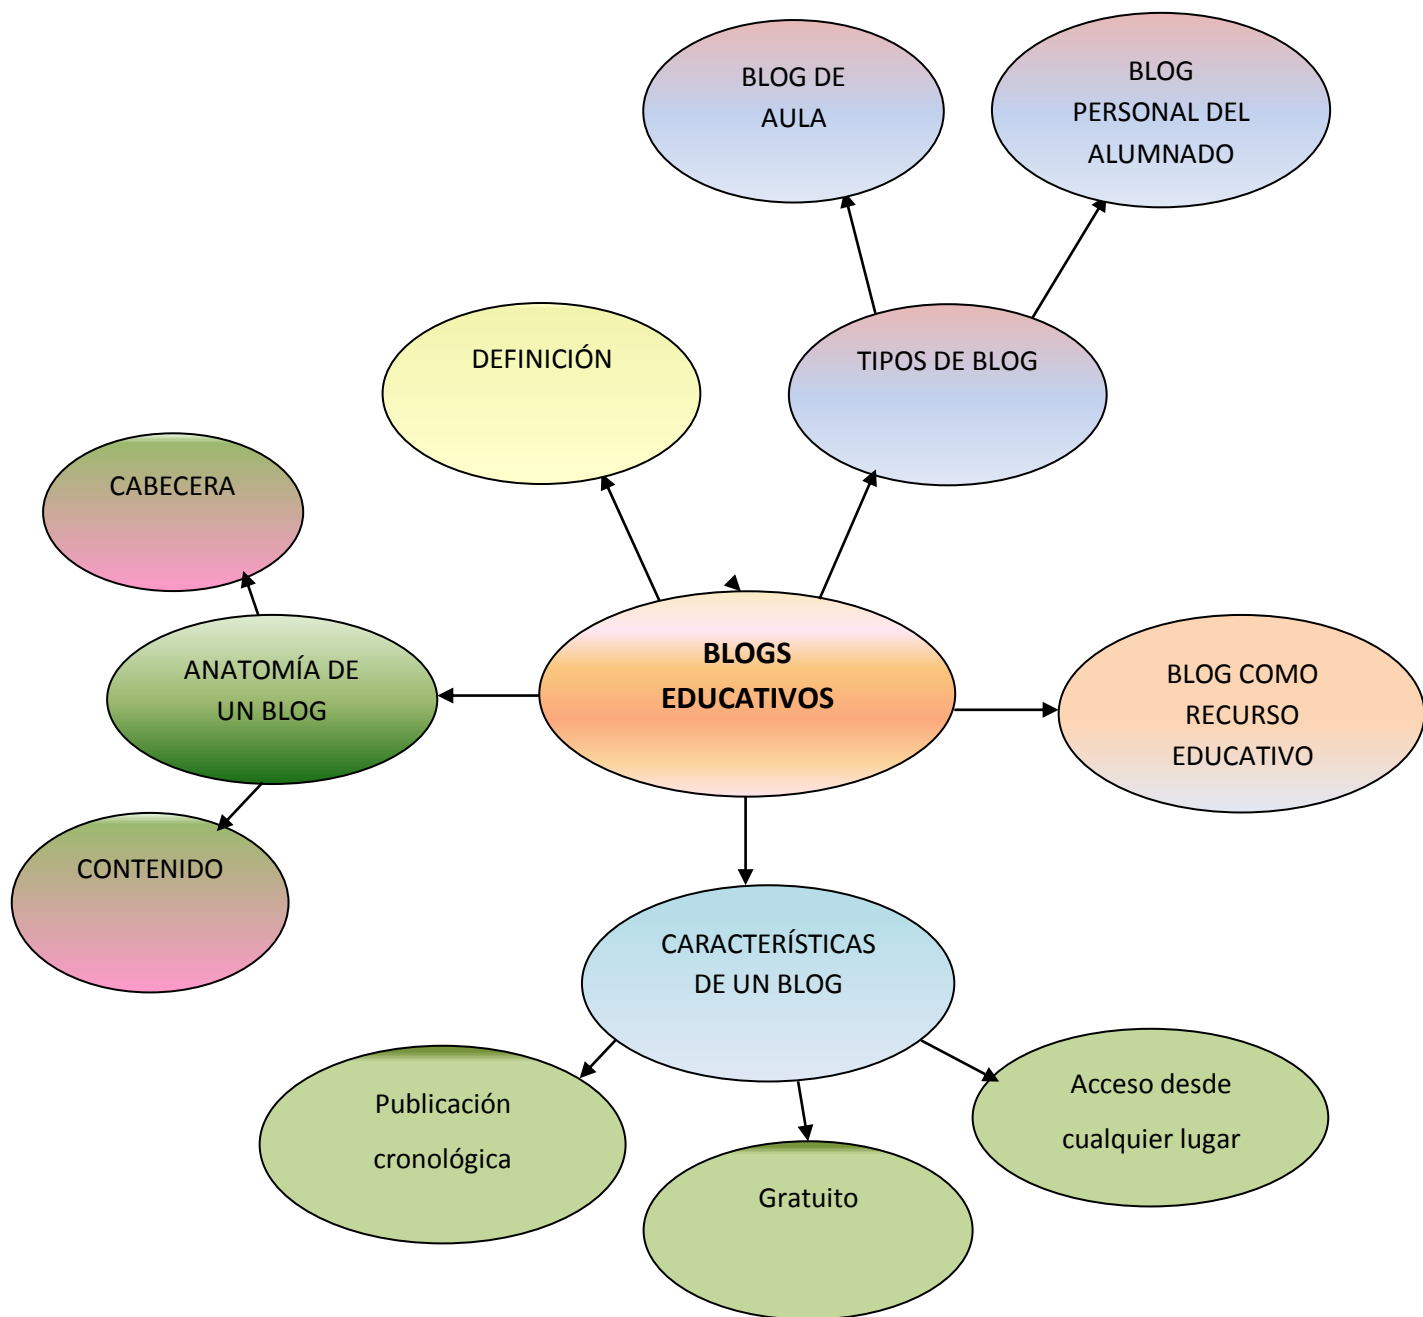 BLOG DE
AULA
BLOG
PERSONAL DEL
ALUMNADO
DEFINICIÓN
TIPOS DE BLOG
CABECERA
ANATOMÍA DE
UN BLOG
BLOGS
EDUCATIVOS
BLOG COMO
RECURSO
EDUCATIVO
CONTENIDO
CARACTERÍSTICAS
DE UN BLOG
Publicación
cronológica
Gratuito
Acceso desde
cualquier lugar